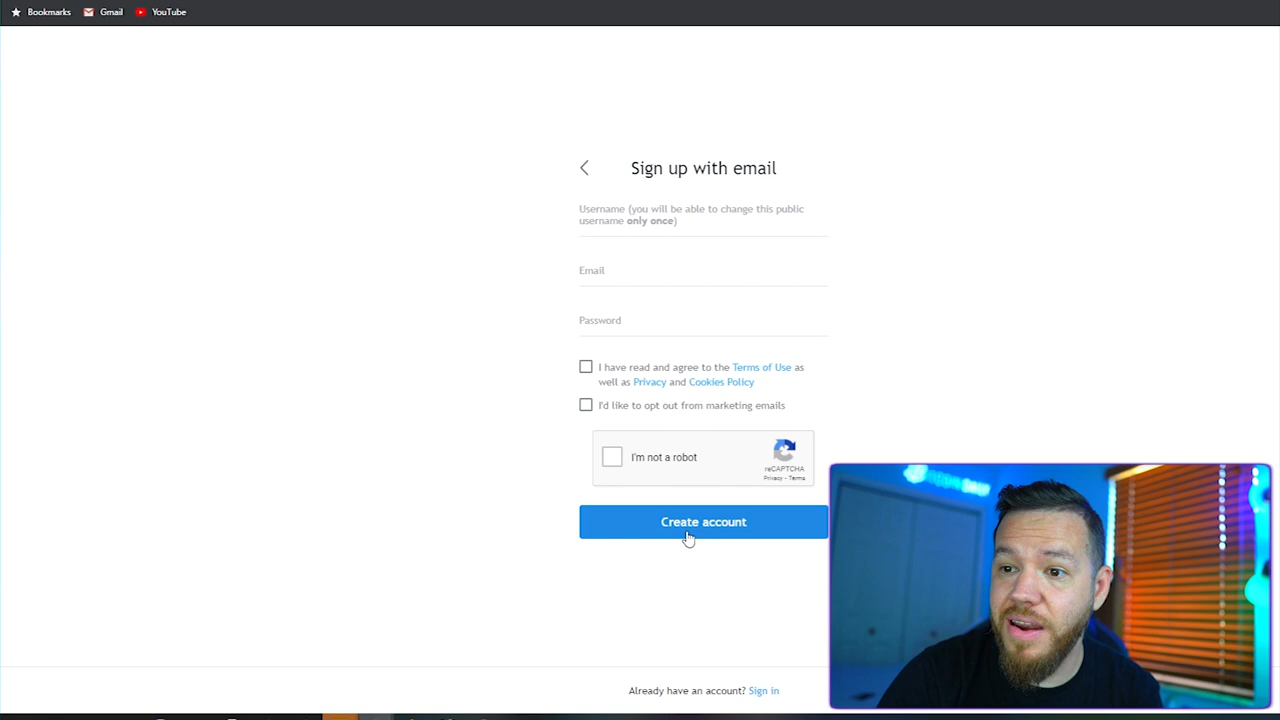 Bookmarks Gmail YouTube
Sign up with email
Username (you will be able to change this public
username only once)
Email
Password
I have read and agree to the Terms of Use as
well as Privacy and Cookies Policy
I'd like to opt out from marketing emails
I'm not a robot
reCAPTCHA
Privacy - Terms
Create account
Already have an account? Sign in